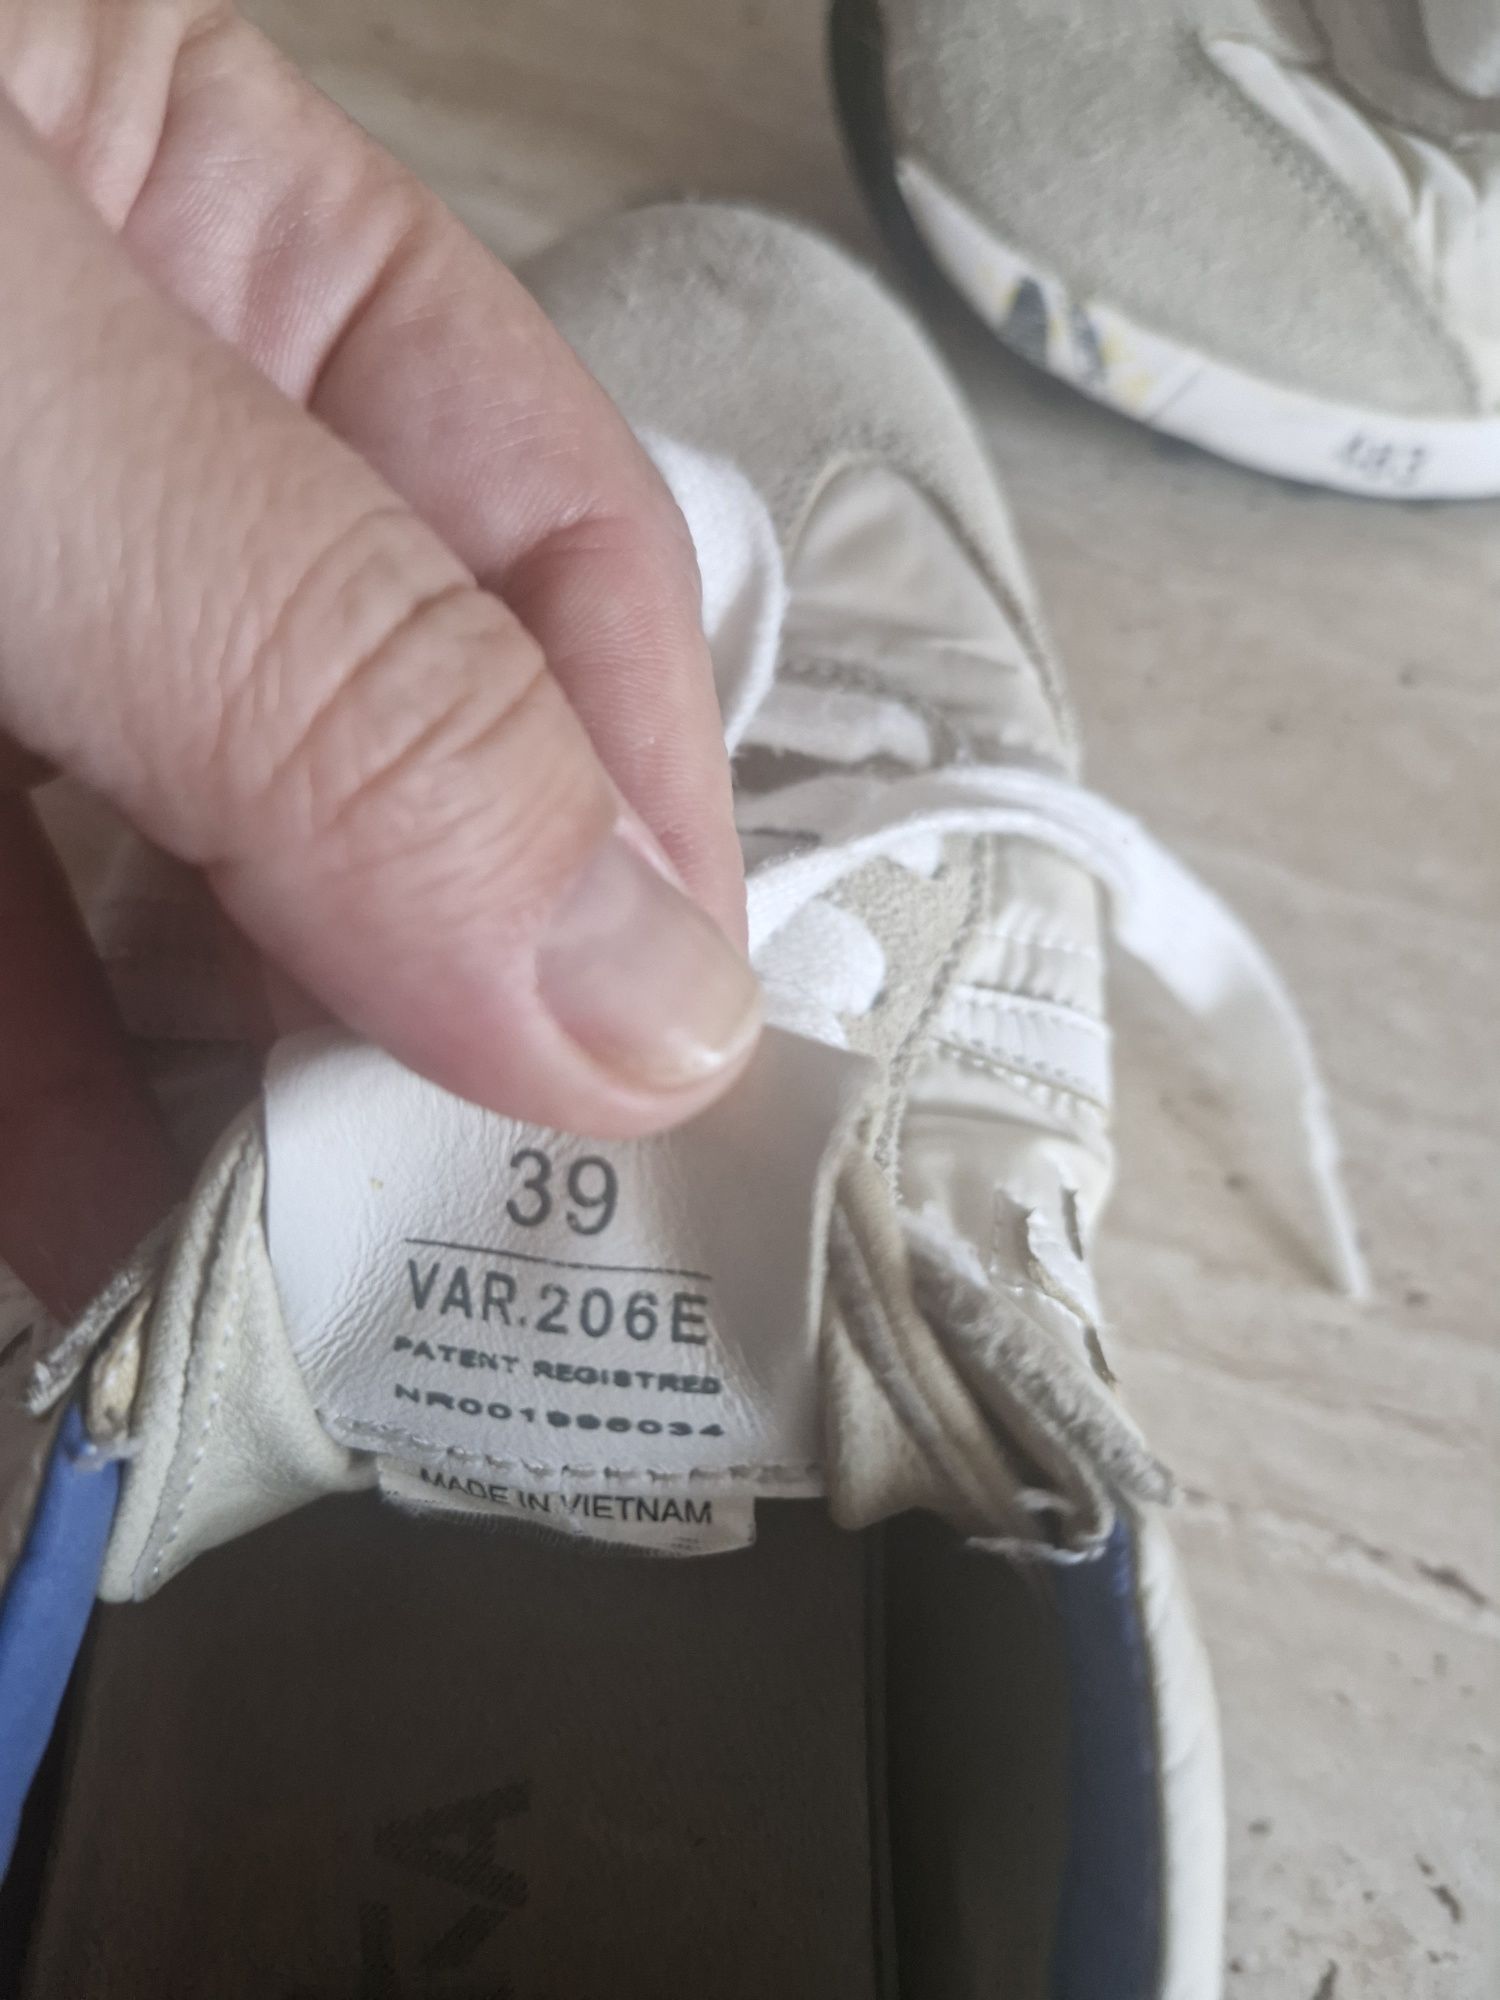 39
VAR.206E
PATENT REGISTRED
NR001996034
MADE IN VIETNAM